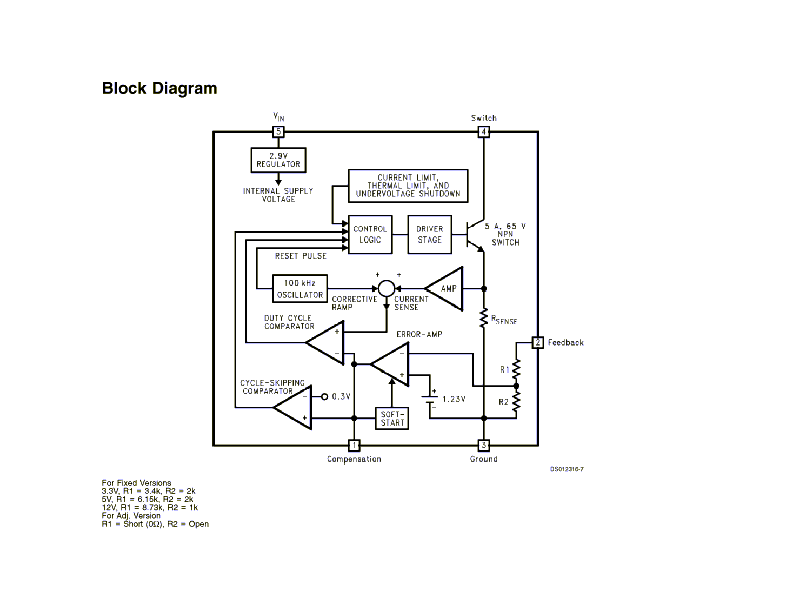 Block Diagram
VIN
Switch
5
4
2.9V
REGULATOR
INTERNAL SUPPLY
VOLTAGE
CURRENT LIMIT,
THERMAL LIMIT, AND
UNDERVOLTAGE SHUTDOWN
CONTROL
LOGIC
DRIVER
STAGE
5 A, 65 V
NPN
SWITCH
RESET PULSE
100 kHz
OSCILLATOR
+
+
AMP
CORRECTIVE
RAMP
CURRENT
SENSE
RSENSE
DUTY CYCLE
COMPARATOR
+
−
ERROR-AMP
−
+
2
Feedback
R1
R2
CYCLE-SKIPPING
COMPARATOR
−
+
0.3V
+
−
1.23V
SOFT-
START
1
3
Compensation
Ground
DS012316-7
For Fixed Versions
3.3V, R1 = 3.4k, R2 = 2k
5V, R1 = 6.15k, R2 = 2k
12V, R1 = 8.73k, R2 = 1k
For Adj. Version
R1 = Short (0Ω), R2 = Open